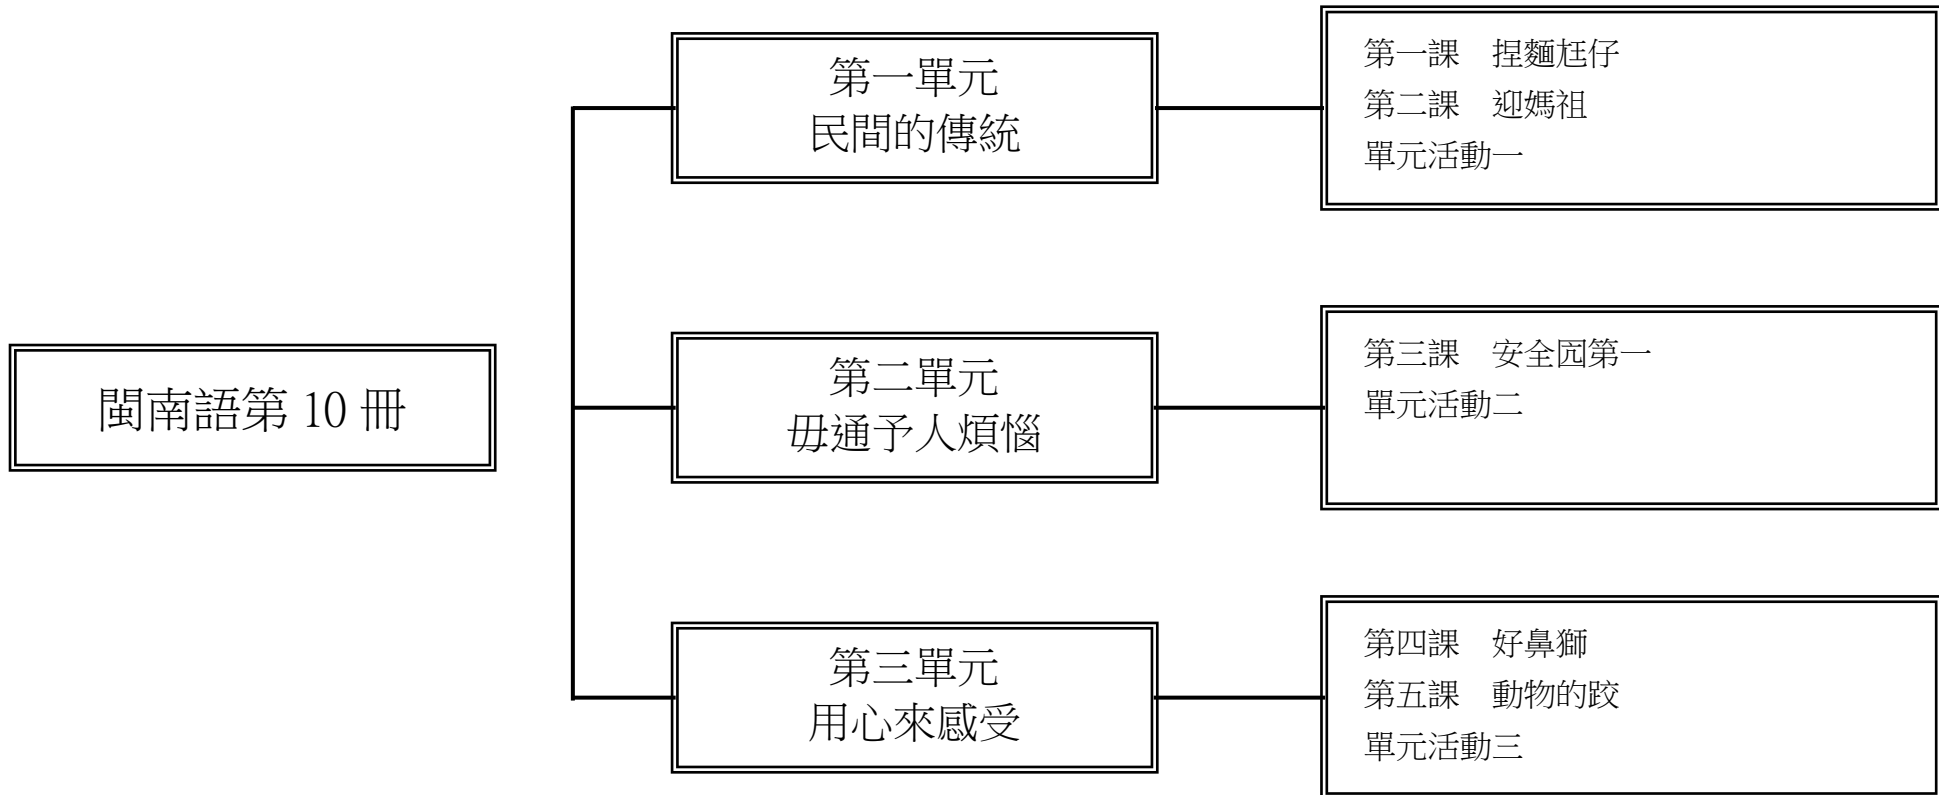 閩南語第 10 冊
第一單元
民間的傳統
第一課　捏麵尪仔
第二課　迎媽祖
單元活動一
第二單元
毋通予人煩惱
第三課　安全囥第一
單元活動二
第三單元
用心來感受
第四課　好鼻獅
第五課　動物的跤
單元活動三